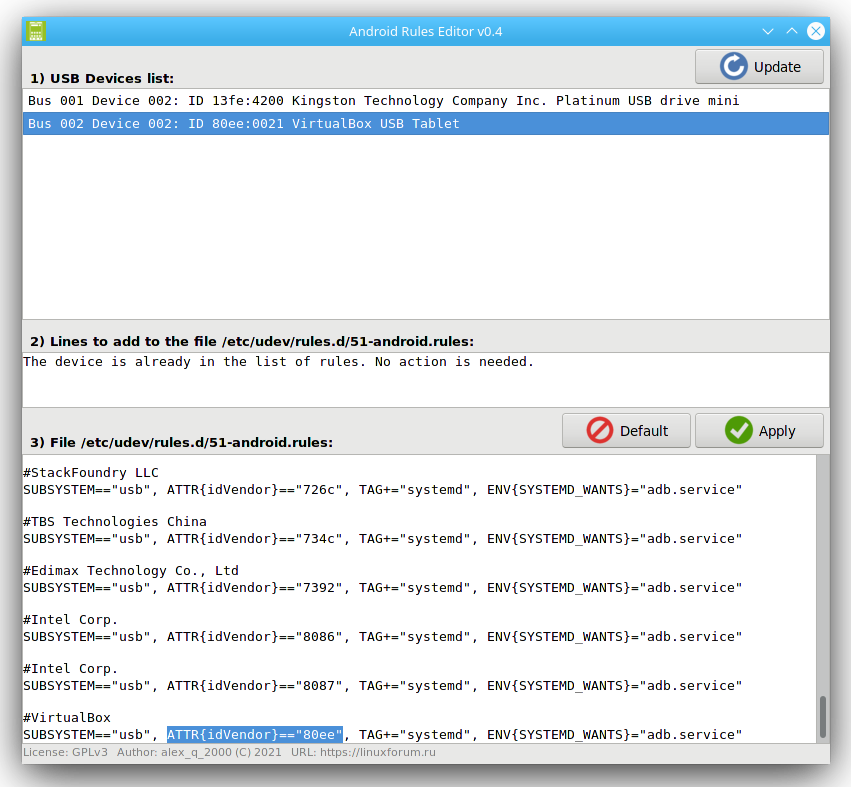 Android Rules Editor v0.4
1) USB Devices list:
Update
Bus 001 Device 002: ID 13fe:4200 Kingston Technology Company Inc. Platinum USB drive mini
Bus 002 Device 002: ID 80ee:0021 VirtualBox USB Tablet
2) Lines to add to the file /etc/udev/rules.d/51-android.rules:
The device is already in the list of rules. No action is needed.
3) File /etc/udev/rules.d/51-android.rules:
Default
Apply
#StackFoundry LLC
SUBSYSTEM=="usb", ATTR{idVendor}=="726c", TAG+="systemd", ENV{SYSTEMD_WANTS}="adb.service"
#TBS Technologies China
SUBSYSTEM=="usb", ATTR{idVendor}=="734c", TAG+="systemd", ENV{SYSTEMD_WANTS}="adb.service"
#Edimax Technology Co., Ltd
SUBSYSTEM=="usb", ATTR{idVendor}=="7392", TAG+="systemd", ENV{SYSTEMD_WANTS}="adb.service"
#Intel Corp.
SUBSYSTEM=="usb", ATTR{idVendor}=="8086", TAG+="systemd", ENV{SYSTEMD_WANTS}="adb.service"
#Intel Corp.
SUBSYSTEM=="usb", ATTR{idVendor}=="8087", TAG+="systemd", ENV{SYSTEMD_WANTS}="adb.service"
#VirtualBox
SUBSYSTEM=="usb", ATTR{idVendor}=="80ee", TAG+="systemd", ENV{SYSTEMD_WANTS}="adb.service"
License: GPLv3 Author: alex_q_2000 (C) 2021 URL: https://linuxforum.ru